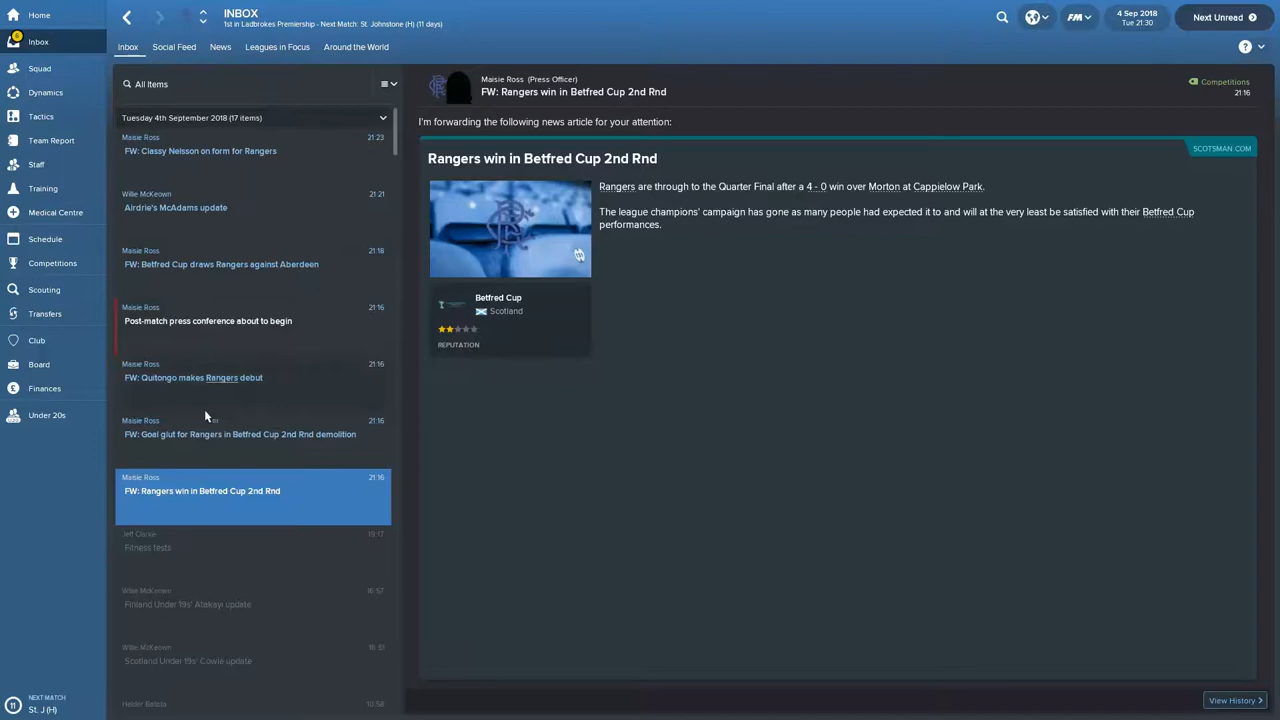 INBOX
1st in Ladbrokes Premiership - Next Match: St. Johnstone (H) (11 days)
FM
4 Sep 2018
Tue 21:30
Next Unread
Home
6
Inbox
Squad
Dynamics
Tactics
Team Report
Staff
Training
Medical Centre
Schedule
Competitions
Scouting
Transfers
Club
Board
Finances
Under 20s
11
NEXT MATCH
St. J (H)
Inbox Social Feed News Leagues in Focus Around the World
?
All Items
Tuesday 4th September 2018 (17 items)
Maisie Ross 21:23
FW: Classy Neisson on form for Rangers
Willie McKeown 21:21
Airdrie's McAdams update
Maisie Ross 21:18
FW: Betfred Cup draws Rangers against Aberdeen
Maisie Ross 21:16
Post-match press conference about to begin
Maisie Ross 21:16
FW: Quitongo makes Rangers debut
Maisie Ross 21:16
FW: Goal glut for Rangers in Betfred Cup 2nd Rnd demolition
Maisie Ross 21:16
FW: Rangers win in Betfred Cup 2nd Rnd
Jeff Clarke 19:17
Fitness tests
Willie McKeown 16:57
Finland Under 19s' Atakayi update
Willie McKeown 16:51
Scotland Under 19s' Cowie update
Helder Batista
Maisie Ross (Press Officer)
FW: Rangers win in Betfred Cup 2nd Rnd
Competitions
21:16
I'm forwarding the following news article for your attention:
SCOTSMAN.COM
Rangers win in Betfred Cup 2nd Rnd
Rangers are through to the Quarter Final after a 4 - 0 win over Morton at Cappielow Park.
The league champions' campaign has gone as many people had expected it to and will at the very least be satisfied with their Betfred Cup
performances.
Betfred Cup
Scotland
REPUTATION
View History